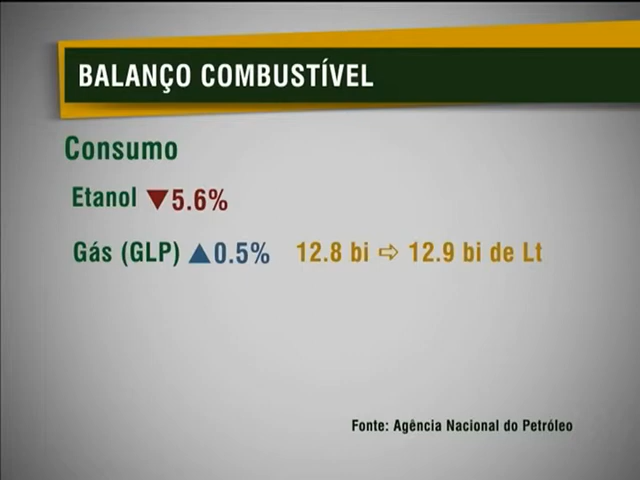 BALANÇO COMBUSTÍVEL
Consumo
Etanol ▼5.6%
Gás (GLP) ▲0.5% 12.8 bi ⇨ 12.9 bi de Lt
Fonte: Agência Nacional do Petróleo